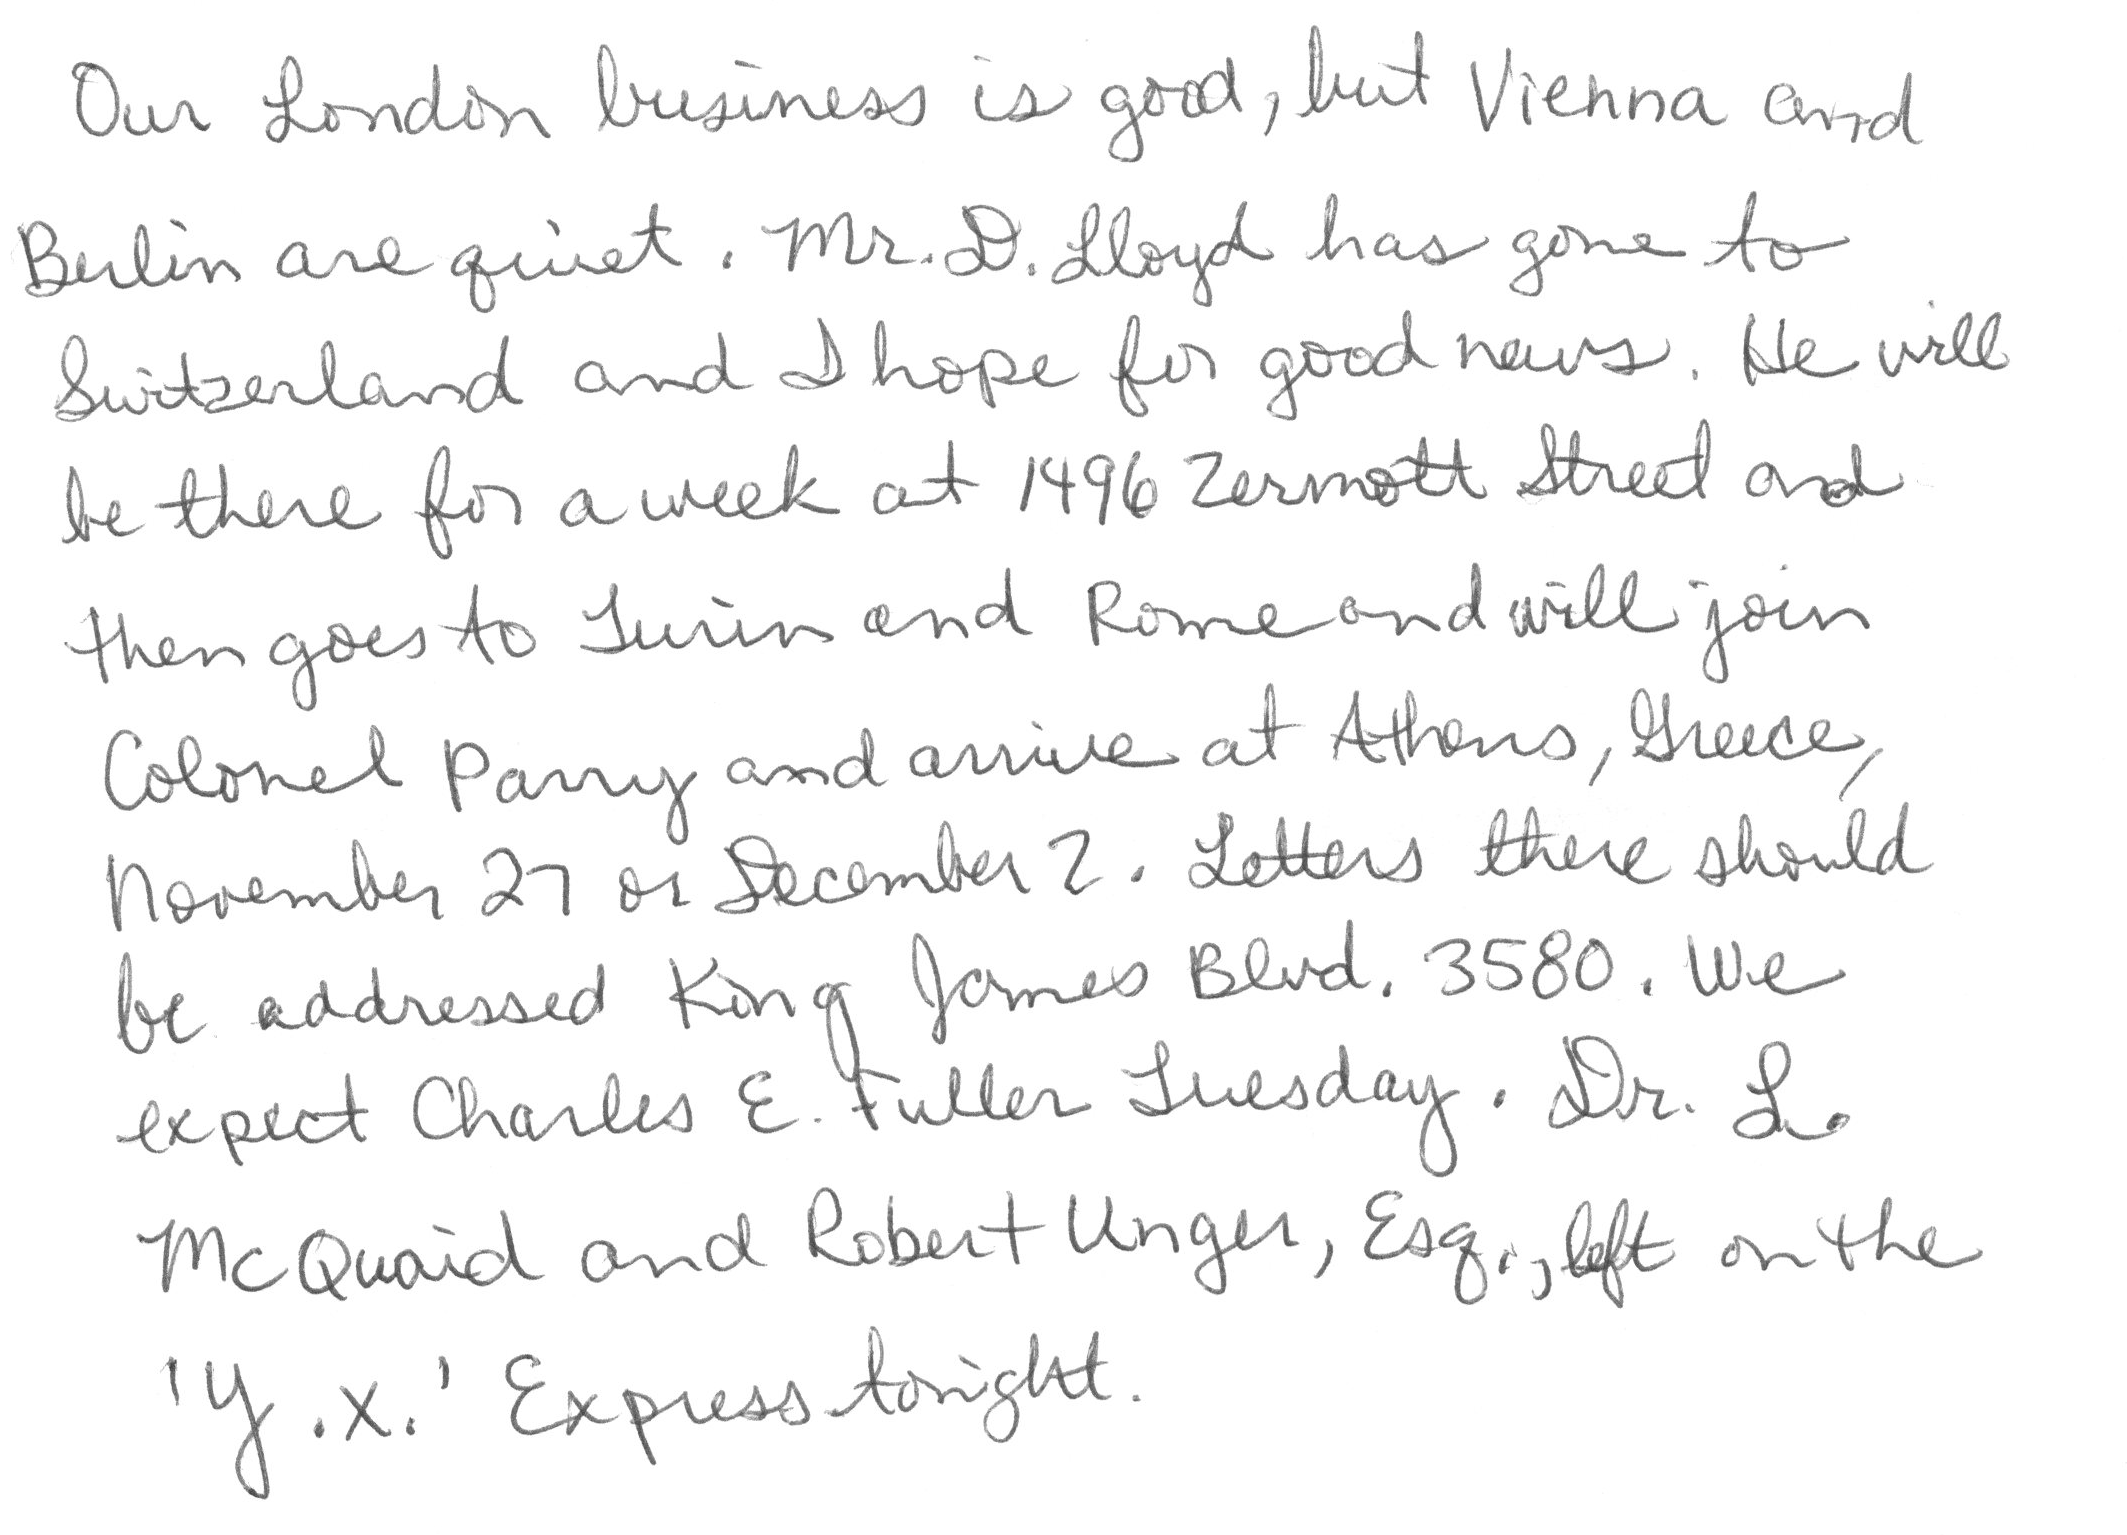 Our London business is good, but Vienna and
Berlin are quiet. Mr. D. Lloyd has gone to
Switzerland and I hope for good news. He will
be there for a week at 1496 Zermott Street and
then goes to Turin and Rome and will join
Colonel Parry and arrive at Athens, Greece,
November 27 or December 2. Letters there should
be addressed King James Blvd. 3580. We
expect Charles E. Fuller Tuesday. Dr. L.
McQuaid and Robert Unger, Esq., left on the
'Y.X.' Express tonight.